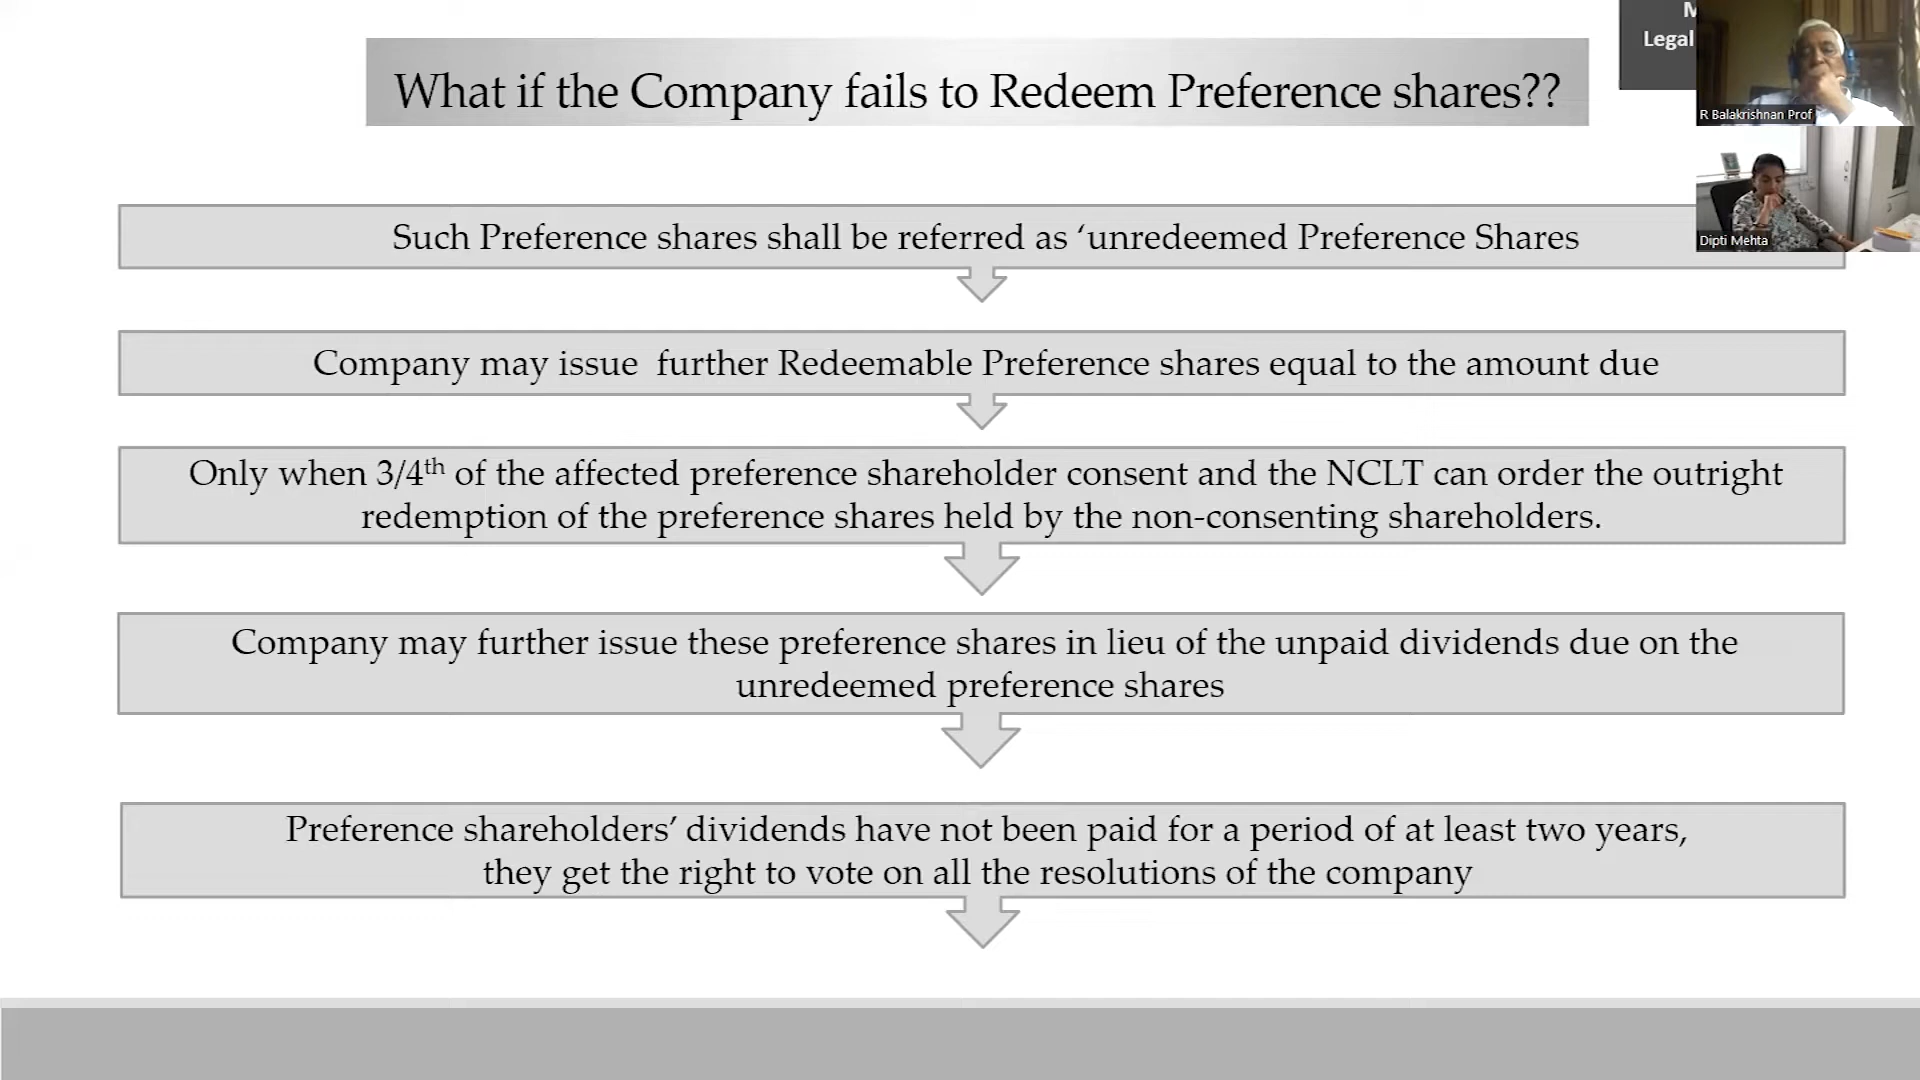 What if the Company fails to Redeem Preference shares??
Legal
R Balakrishnan Prof
Dipti Mehta
Such Preference shares shall be referred as ‘unredeemed Preference Shares
Company may issue  further Redeemable Preference shares equal to the amount due
Only when 3/4th of the affected preference shareholder consent and the NCLT can order the outright
redemption of the preference shares held by the non-consenting shareholders.
Company may further issue these preference shares in lieu of the unpaid dividends due on the
unredeemed preference shares
Preference shareholders’ dividends have not been paid for a period of at least two years,
they get the right to vote on all the resolutions of the company